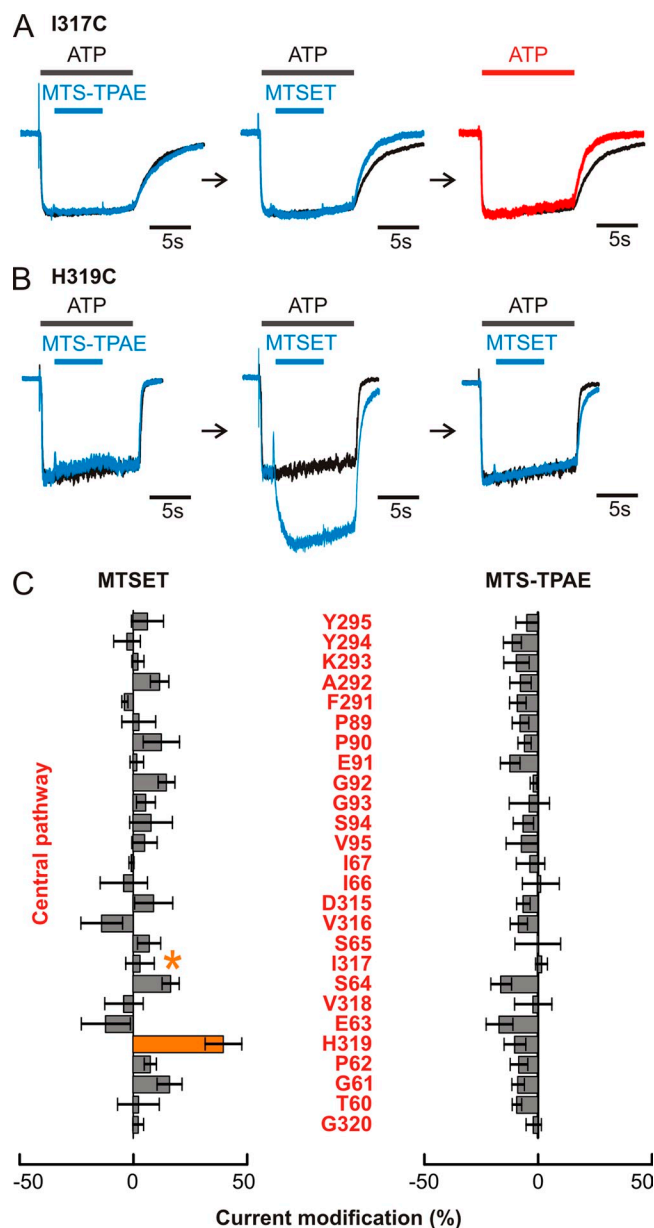 A I317C
ATP ATP ATP
MTS-TPAE MTSET
5s 5s 5s
B H319C
ATP ATP ATP
MTS-TPAE MTSET MTSET
5s 5s 5s
C MTSET MTS-TPAE
Central pathway
Y295
Y294
K293
A292
F291
P89
P90
E91
G92
G93
S94
V95
I67
I66
D315
V316
S65
I317
*
S64
V318
E63
H319
P62
G61
T60
G320
-50 0 50 -50 0 50
Current modification (%)